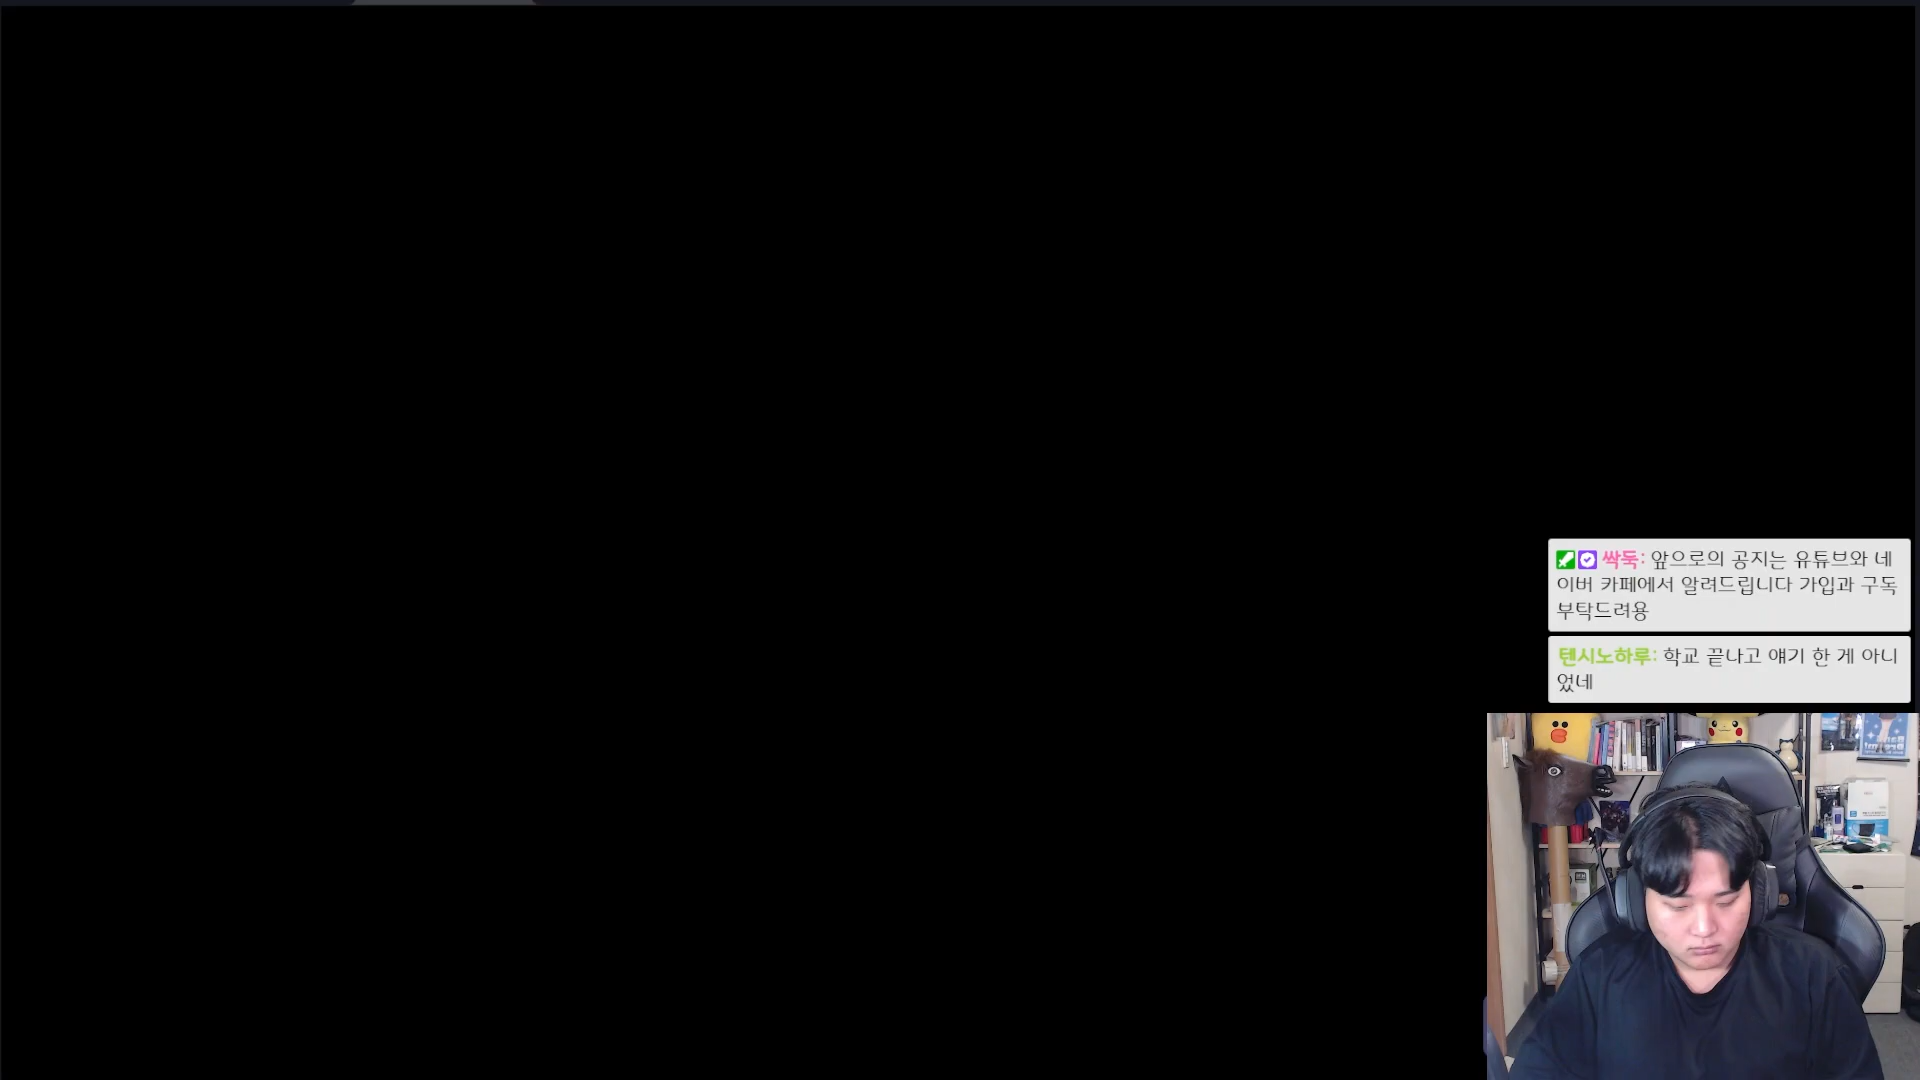 싹둑: 앞으로의 공지는 유튜브와 네
이버 카페에서 알려드립니다 가입과 구독
부탁드려용
텐시노하루: 학교 끝나고 얘기 한 게 아니
었네